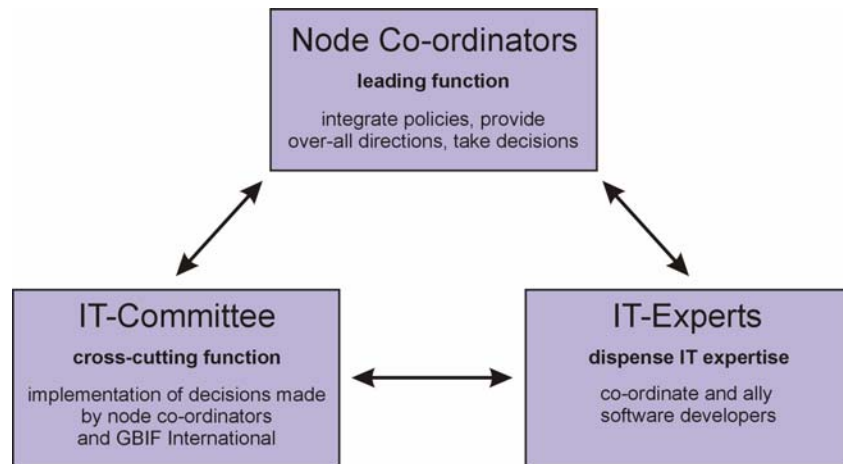 Node Co-ordinators
leading function
integrate policies, provide
over-all directions, take decisions
IT-Committee
cross-cutting function
implementation of decisions made
by node co-ordinators
and GBIF International
IT-Experts
dispense IT expertise
co-ordinate and ally
software developers